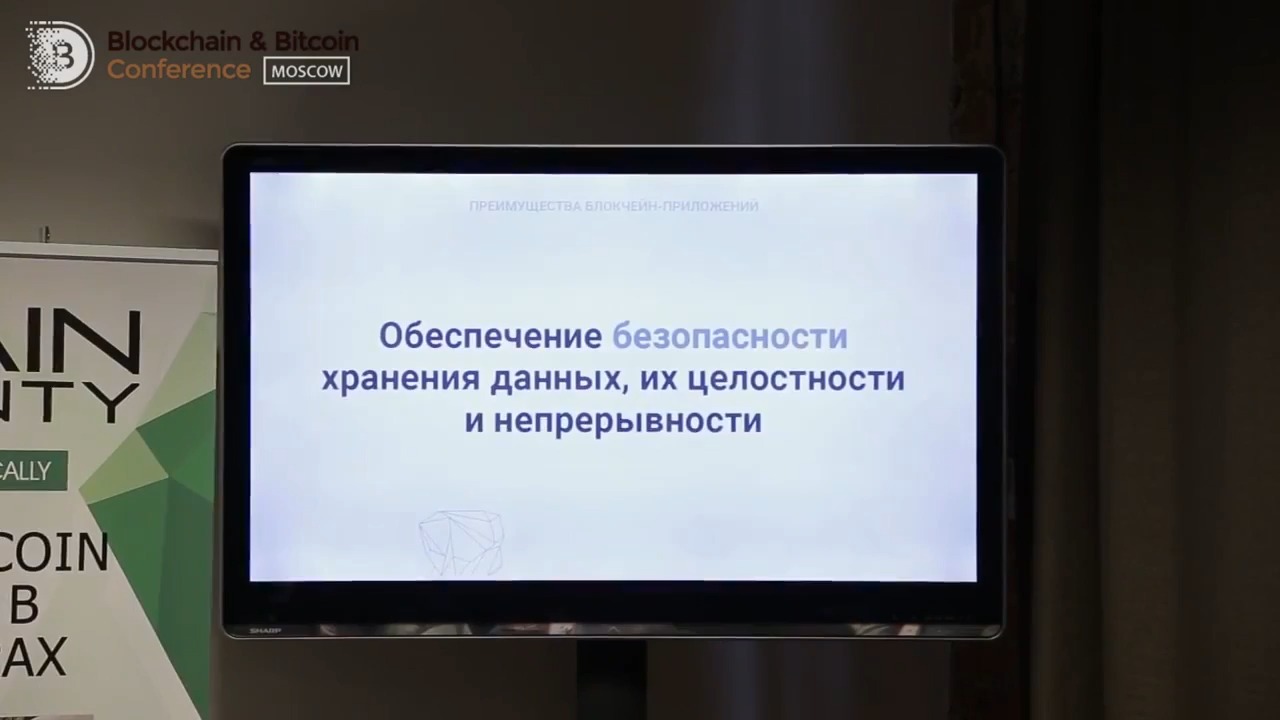 Blockchain & Bitcoin
Conference MOSCOW
ПРЕИМУЩЕСТВА БЛОКЧЕЙН-ПРИЛОЖЕНИЙ
Обеспечение безопасности
хранения данных, их целостности
и непрерывности
SHARP
AIN
NTY
CALLY
COIN
В
РАХ